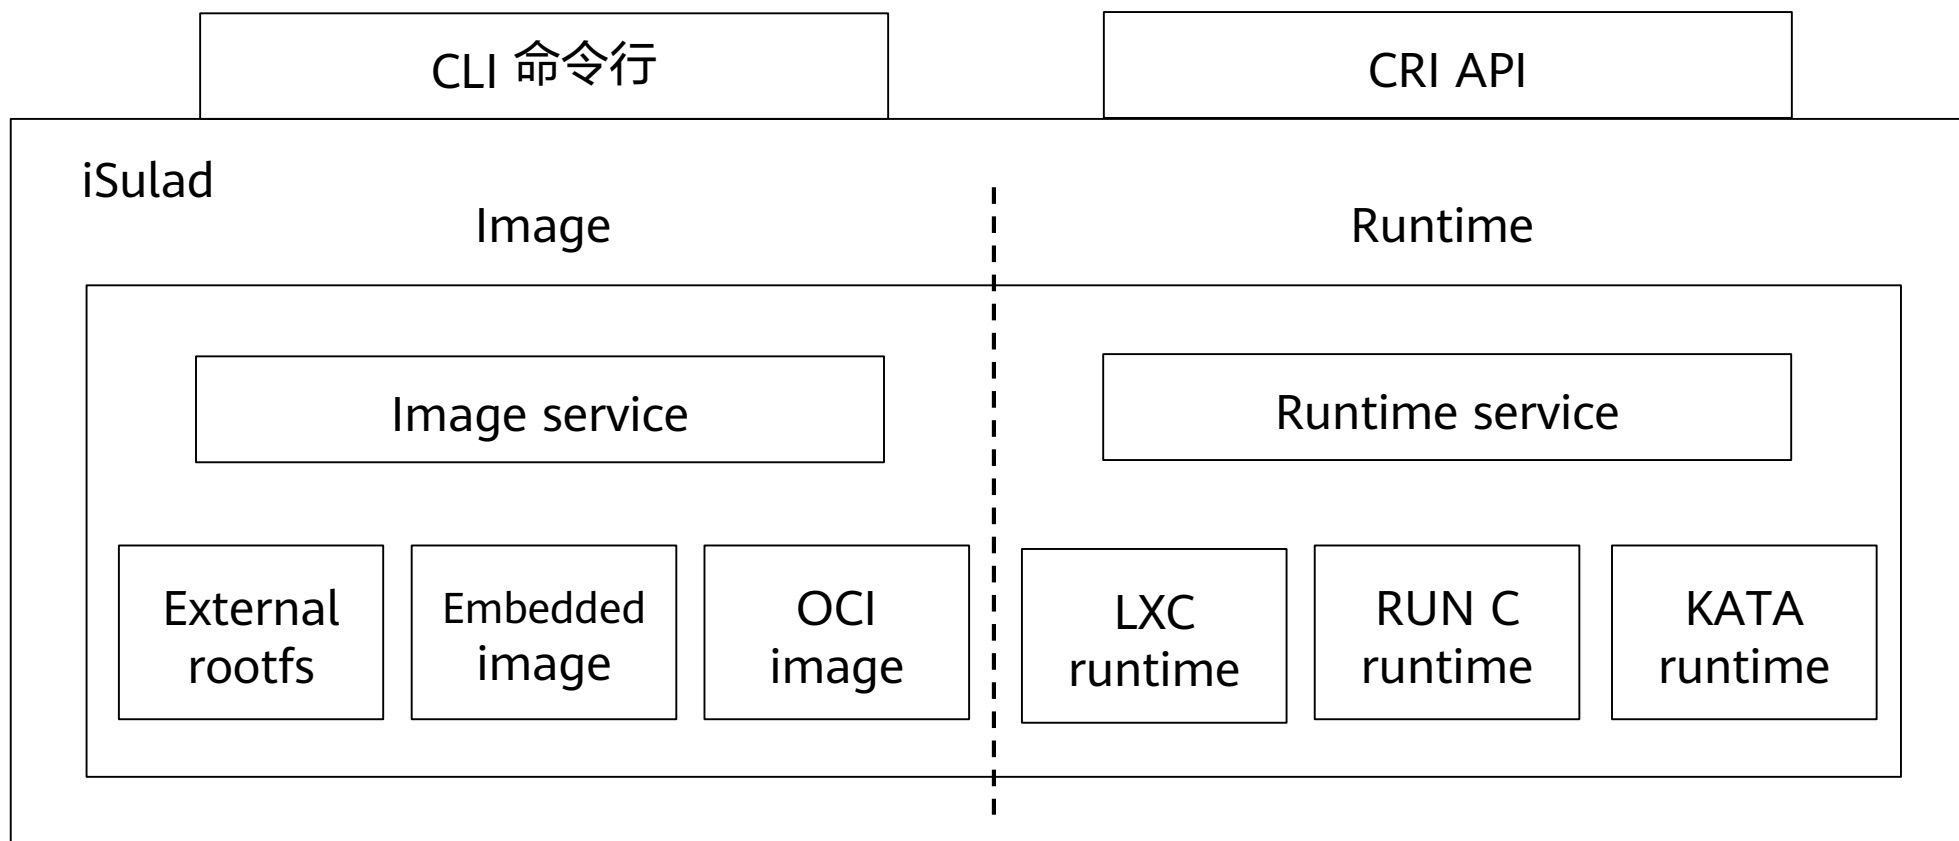 CLI 命令行
CRI API
iSulad
Image
Runtime
Image service
Runtime service
External
rootfs
Embedded
image
OCI
image
LXC
runtime
RUN C
runtime
KATA
runtime